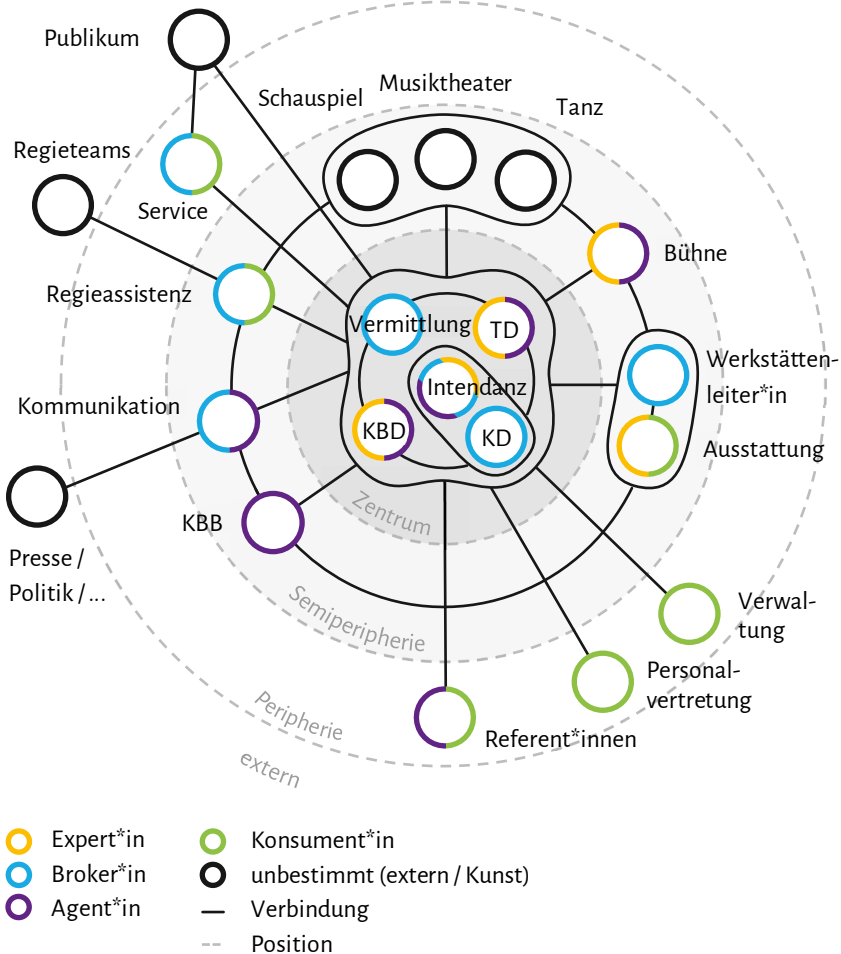 Publikum
Schauspiel
Musiktheater
Tanz
Regieteams
Service
Bühne
Regieassistenz
Vermittlung
TD
Werkstätten-
leiter*in
Intendanz
Kommunikation
KBD
KD
Ausstattung
KBB
Zentrum
Presse /
Politik / ...
Semiperipherie
Verwal-
tung
Personal-
vertretung
Peripherie
Referent*innen
extern
Expert*in
Broker*in
Agent*in
Konsument*in
unbestimmt (extern / Kunst)
Verbindung
Position